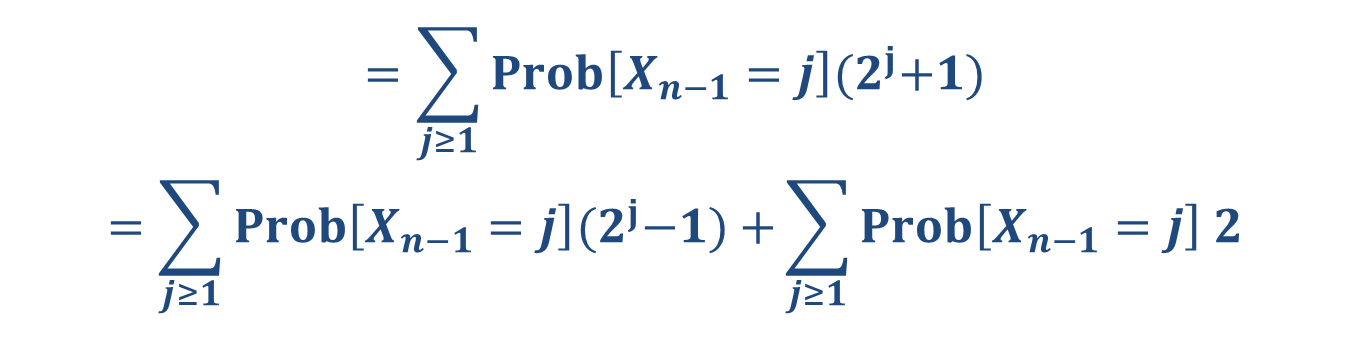 = ∑_{j≥1} Prob[X_{n−1} = j](2^j+1)
= ∑_{j≥1} Prob[X_{n−1} = j](2^j−1) + ∑_{j≥1} Prob[X_{n−1} = j] 2